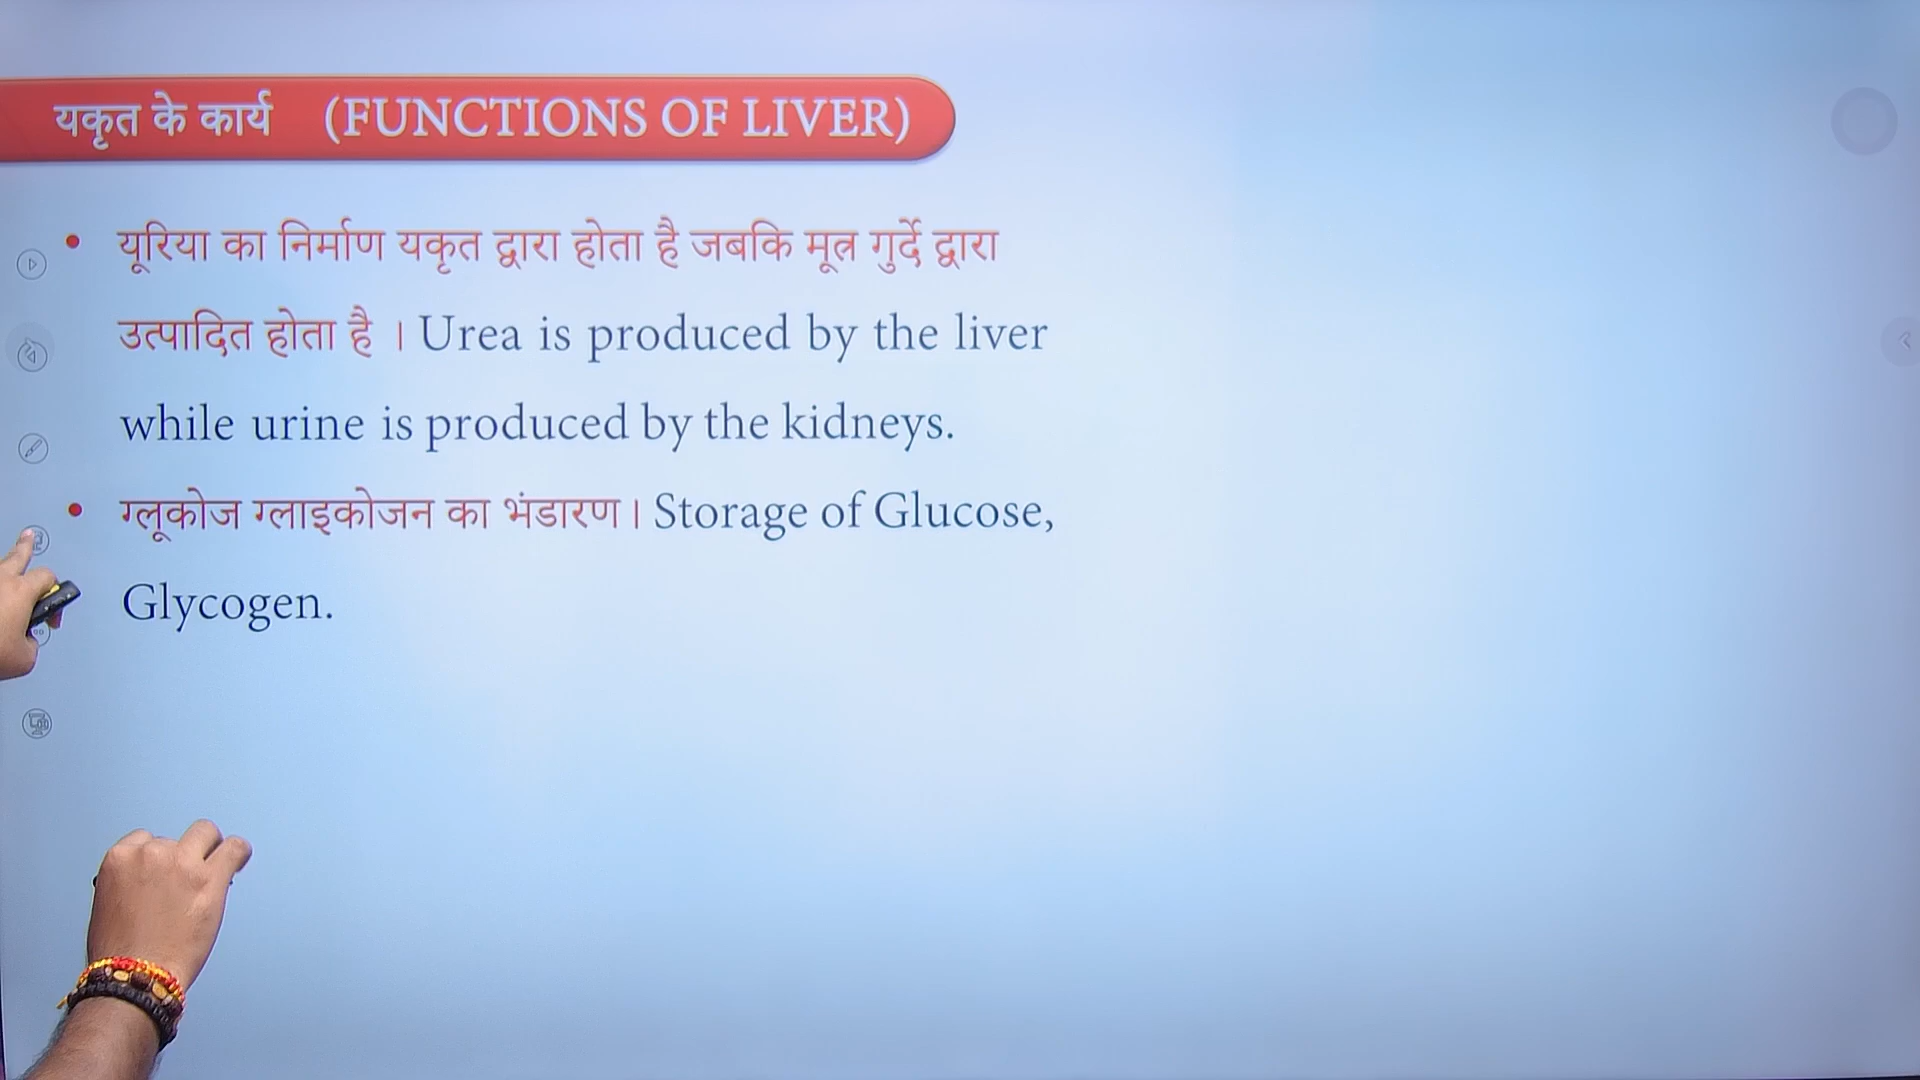 यकृत के कार्य (FUNCTIONS OF LIVER)
• यूरिया का निर्माण यकृत द्वारा होता है जबकि मूत्र गुर्दे द्वारा
उत्पादित होता है । Urea is produced by the liver
while urine is produced by the kidneys.
• ग्लूकोज ग्लाइकोजन का भंडारण। Storage of Glucose,
Glycogen.